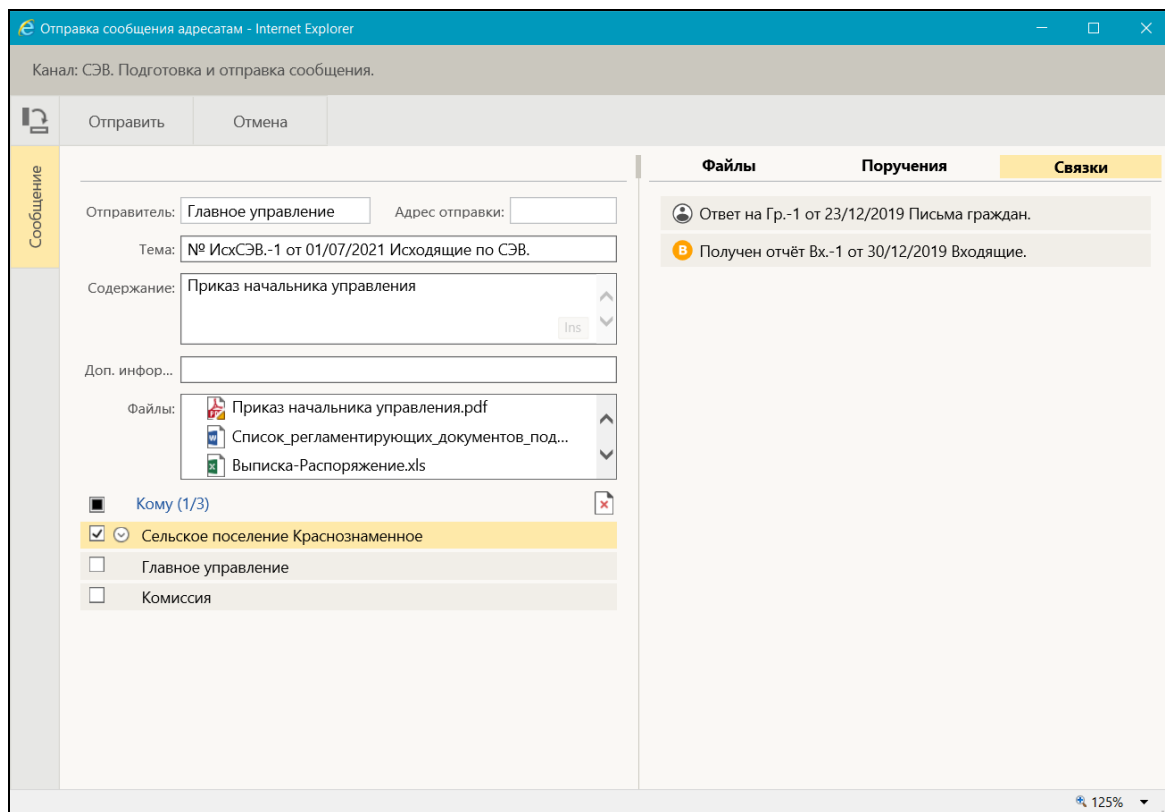 Отправка сообщения адресатам - Internet Explorer
Канал: СЭВ. Подготовка и отправка сообщения.
Отправить Отмена
Сообщение
Отправитель: Главное управление Адрес отправки:
Тема: № ИсхСЭВ.-1 от 01/07/2021 Исходящие по СЭВ.
Содержание: Приказ начальника управления
Ins
Доп. инфор...
Файлы: Приказ начальника управления.pdf
Список_регламентирующих_документов_под...
Выписка-Распоряжение.xls
Кому (1/3)
Сельское поселение Краснознаменное
Главное управление
Комиссия
Файлы Поручения Связки
Ответ на Гр.-1 от 23/12/2019 Письма граждан.
В Получен отчёт Вх.-1 от 30/12/2019 Входящие.
125%